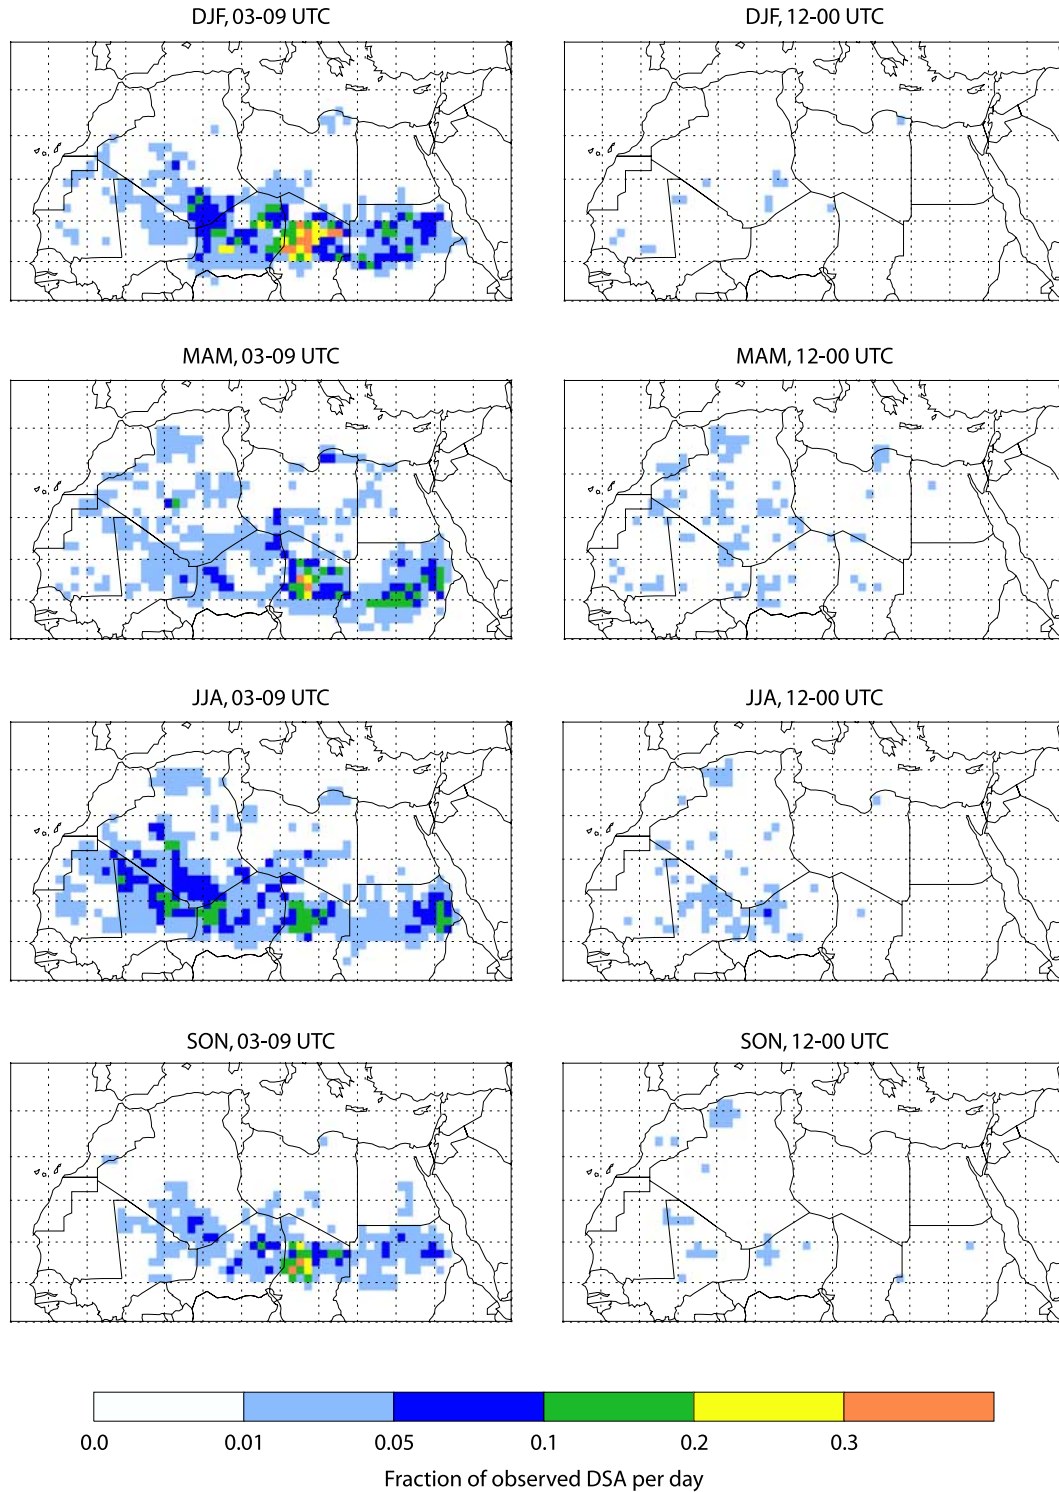 DJF, 03-09 UTC
DJF, 12-00 UTC
MAM, 03-09 UTC
MAM, 12-00 UTC
JJA, 03-09 UTC
JJA, 12-00 UTC
SON, 03-09 UTC
SON, 12-00 UTC
0.0 0.01 0.05 0.1 0.2 0.3
Fraction of observed DSA per day